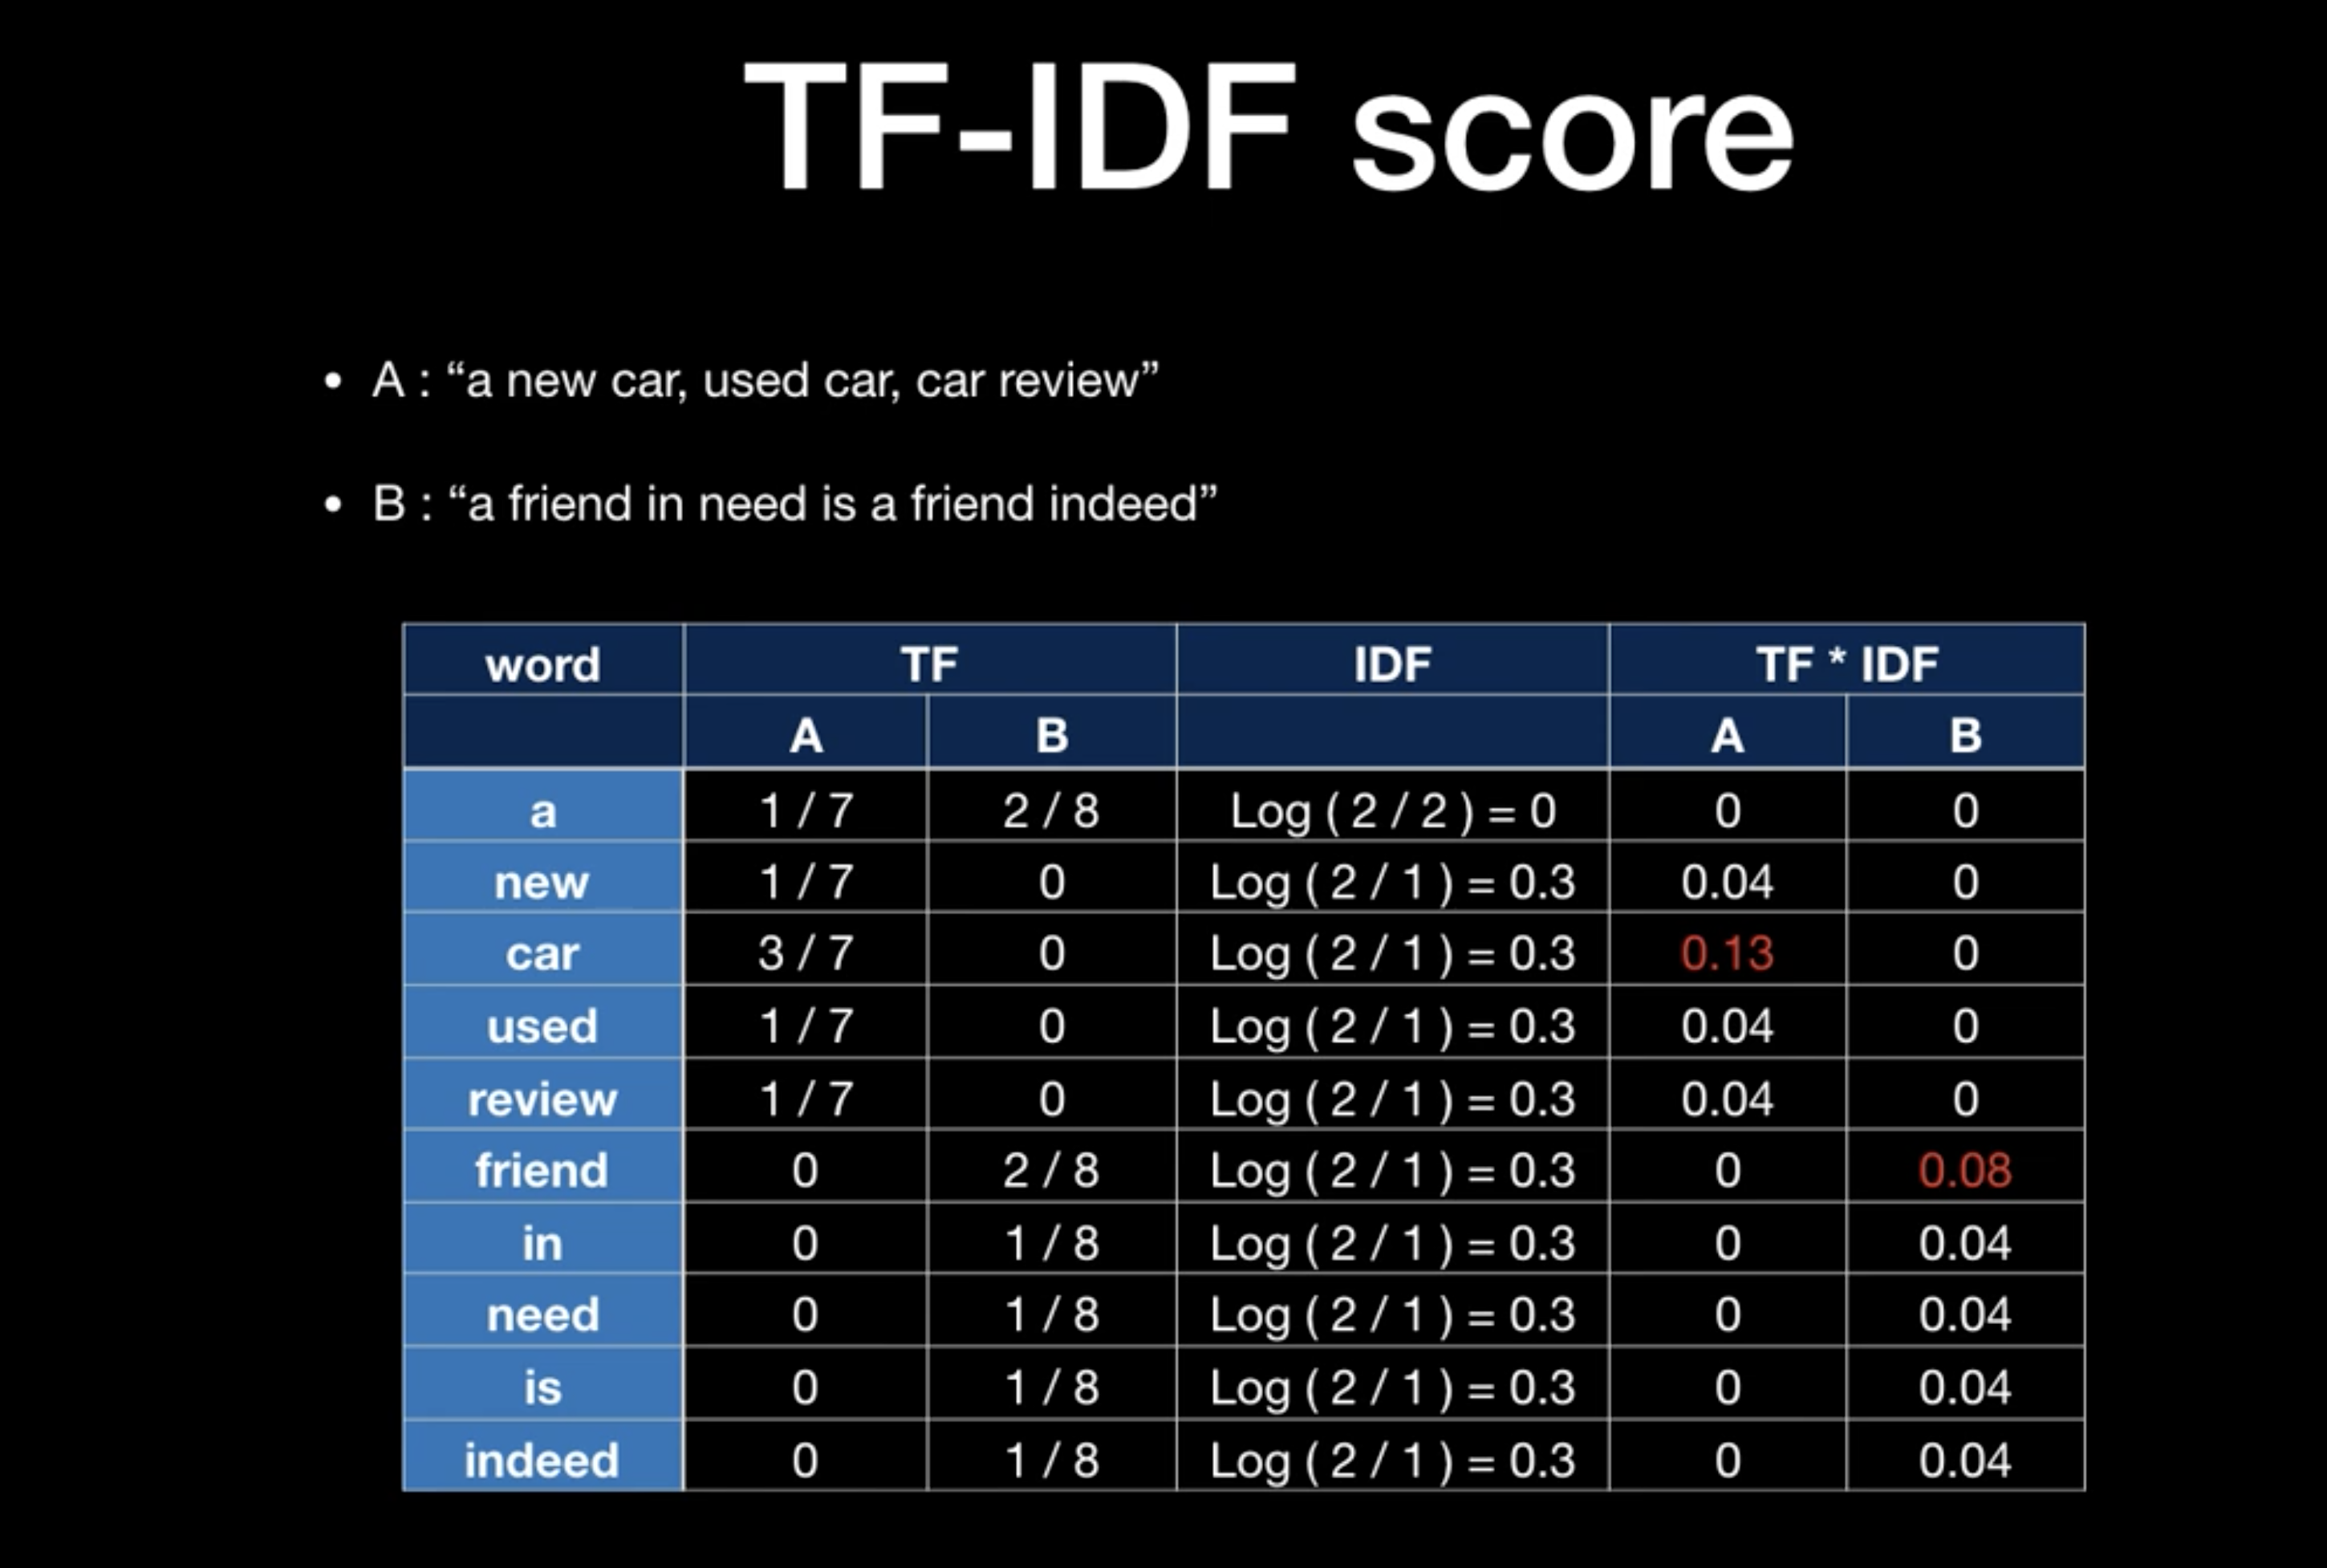 TF-IDF score
• A : “a new car, used car, car review”
• B : “a friend in need is a friend indeed”
word TF IDF TF * IDF
A B A B
a 1 / 7 2 / 8 Log ( 2 / 2 ) = 0 0 0
new 1 / 7 0 Log ( 2 / 1 ) = 0.3 0.04 0
car 3 / 7 0 Log ( 2 / 1 ) = 0.3 0.13 0
used 1 / 7 0 Log ( 2 / 1 ) = 0.3 0.04 0
review 1 / 7 0 Log ( 2 / 1 ) = 0.3 0.04 0
friend 0 2 / 8 Log ( 2 / 1 ) = 0.3 0 0.08
in 0 1 / 8 Log ( 2 / 1 ) = 0.3 0 0.04
need 0 1 / 8 Log ( 2 / 1 ) = 0.3 0 0.04
is 0 1 / 8 Log ( 2 / 1 ) = 0.3 0 0.04
indeed 0 1 / 8 Log ( 2 / 1 ) = 0.3 0 0.04